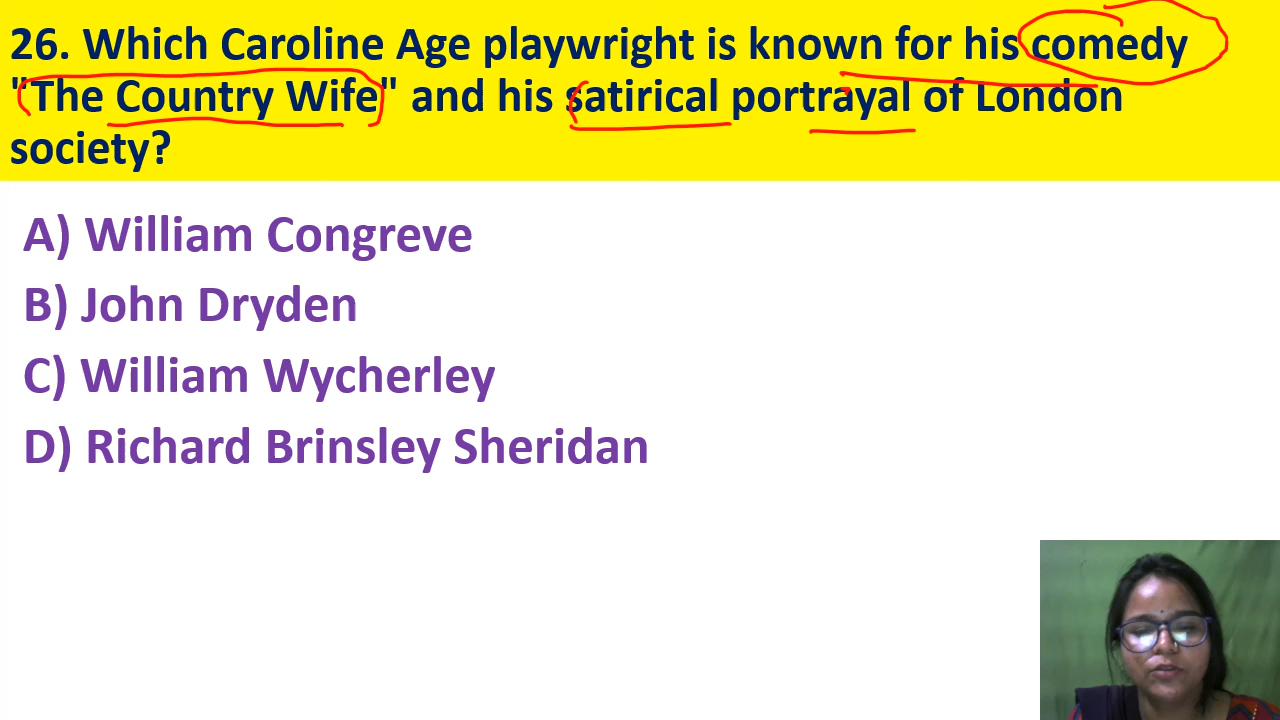 26. Which Caroline Age playwright is known for his comedy
"The Country Wife" and his satirical portrayal of London
society?
A) William Congreve
B) John Dryden
C) William Wycherley
D) Richard Brinsley Sheridan